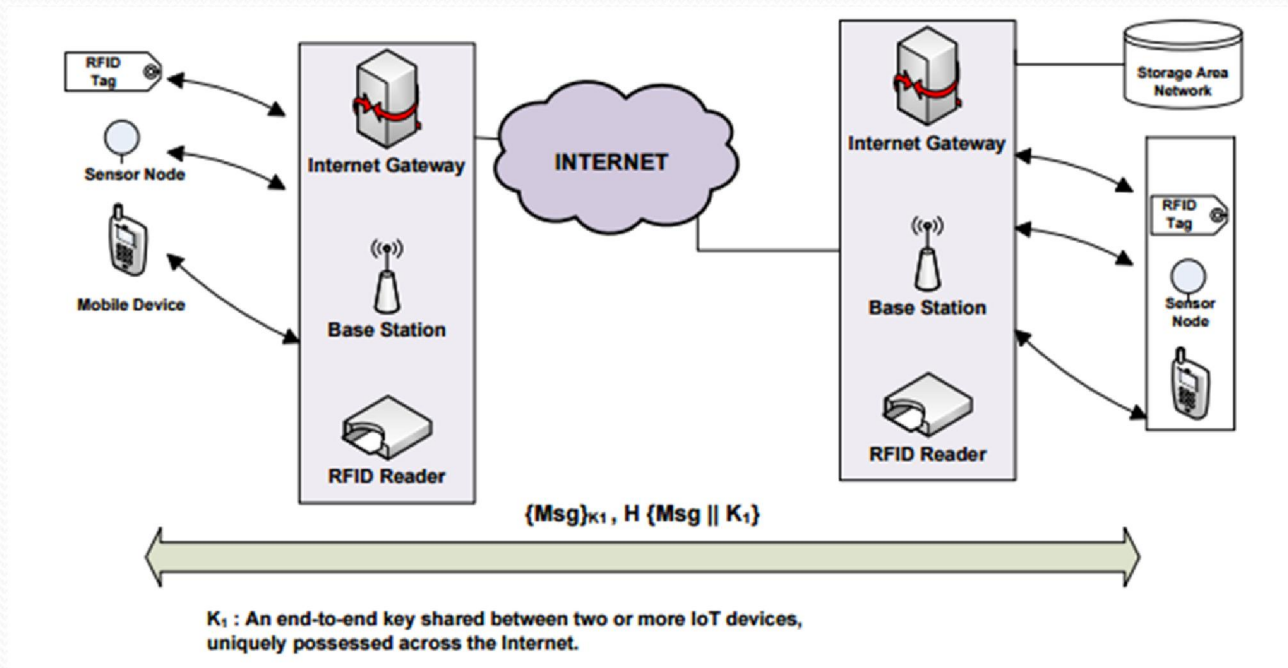 RFID
Tag
Sensor Node
Mobile Device
Internet Gateway
Base Station
RFID Reader
INTERNET
Internet Gateway
Base Station
RFID Reader
Storage Area
Network
RFID
Tag
Sensor
Node
{Msg}K₁ , H {Msg || K₁}
K₁ : An end-to-end key shared between two or more IoT devices,
uniquely possessed across the Internet.